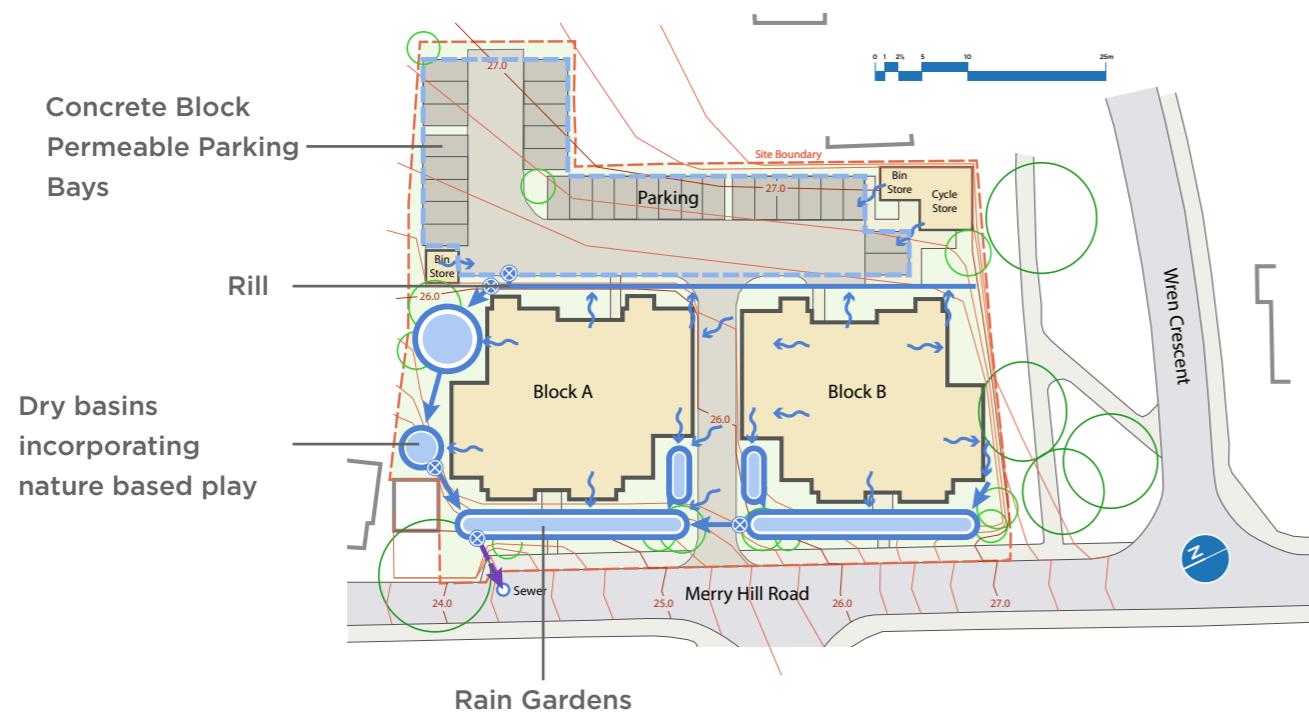 0 1 2½ 5 10 25m
27.0
Concrete Block
Permeable Parking
Bays
Site Boundary
Parking
27.0
Bin
Store
Cycle
Store
Bin
Store
Rill
26.0
Wren Crescent
Block A
Block B
Dry basins
incorporating
nature based play
26.0
N
Sewer
Merry Hill Road
24.0
25.0
26.0
27.0
Rain Gardens